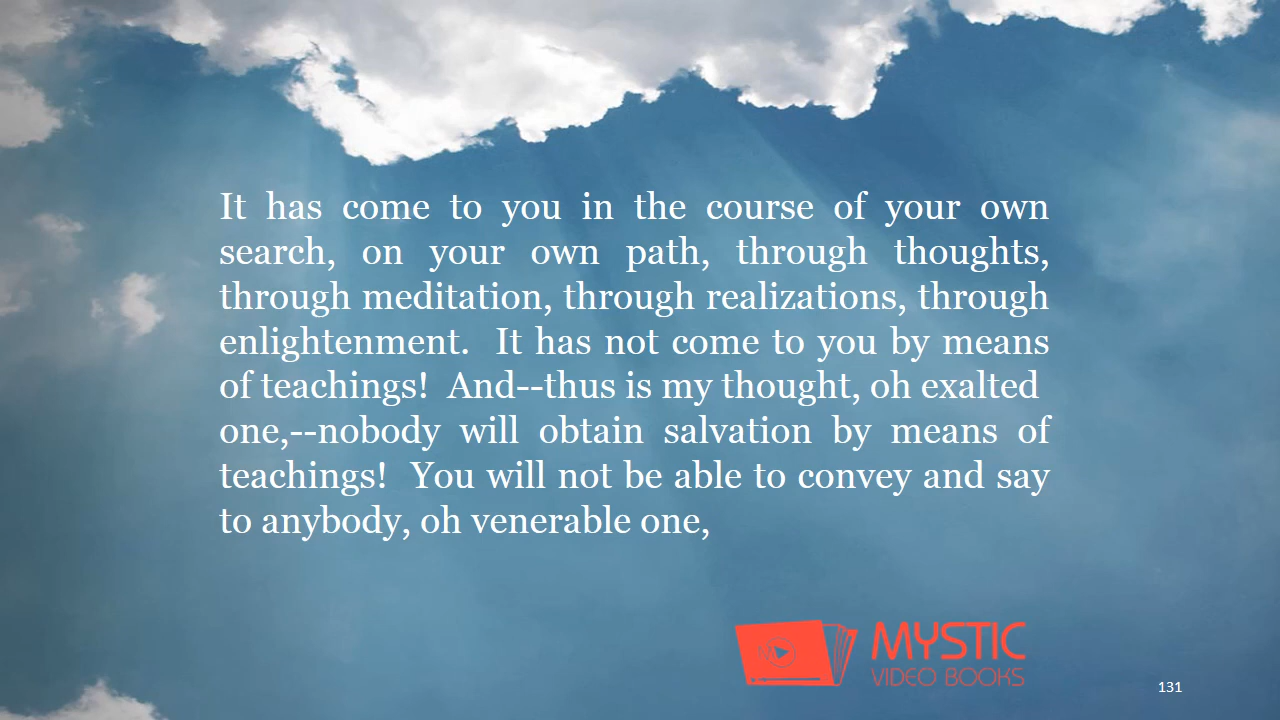 It has come to you in the course of your own
search, on your own path, through thoughts,
through meditation, through realizations, through
enlightenment.  It has not come to you by means
of teachings!  And--thus is my thought, oh exalted
one,--nobody will obtain salvation by means of
teachings!  You will not be able to convey and say
to anybody, oh venerable one,
MYSTIC
VIDEO BOOKS
131